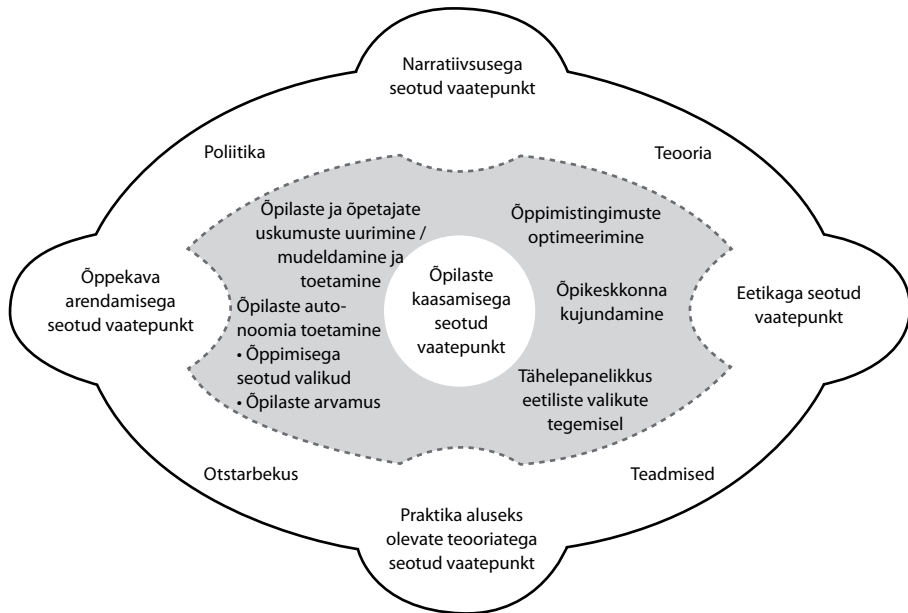 Narratiivsusega
seotud vaatepunkt
Poliitika
Teooria
Õpilaste ja õpetajate
uskumuste uurimine /
mudeldamine ja
toetamine
Õpilaste auto-
noomia toetamine
• Õppimisega
seotud valikud
• Õpilaste arvamus
Õppimistingimuste
optimeerimine
Õppekava
arendamisega
seotud vaatepunkt
Õpilaste
kaasamisega
seotud
vaatepunkt
Õpikeskkonna
kujundamine
Eetikaga seotud
vaatepunkt
Tähelepanelikkus
eetiliste valikute
tegemisel
Otstarbekus
Teadmised
Praktika aluseks
olevate teooriatega
seotud vaatepunkt